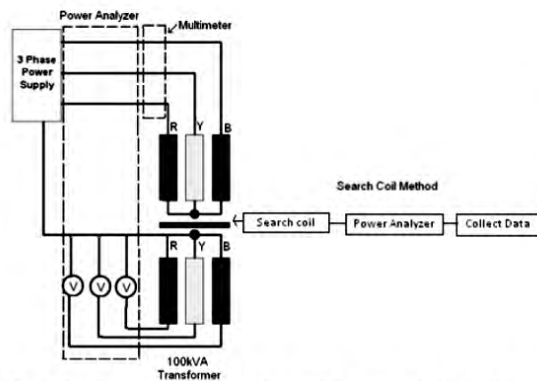 Power Analyzer
Multimeter
3 Phase
Power
Supply
R Y B
Search Coil Method
Search coil
Power Analyzer
Collect Data
R Y B
V V V
100kVA
Transformer